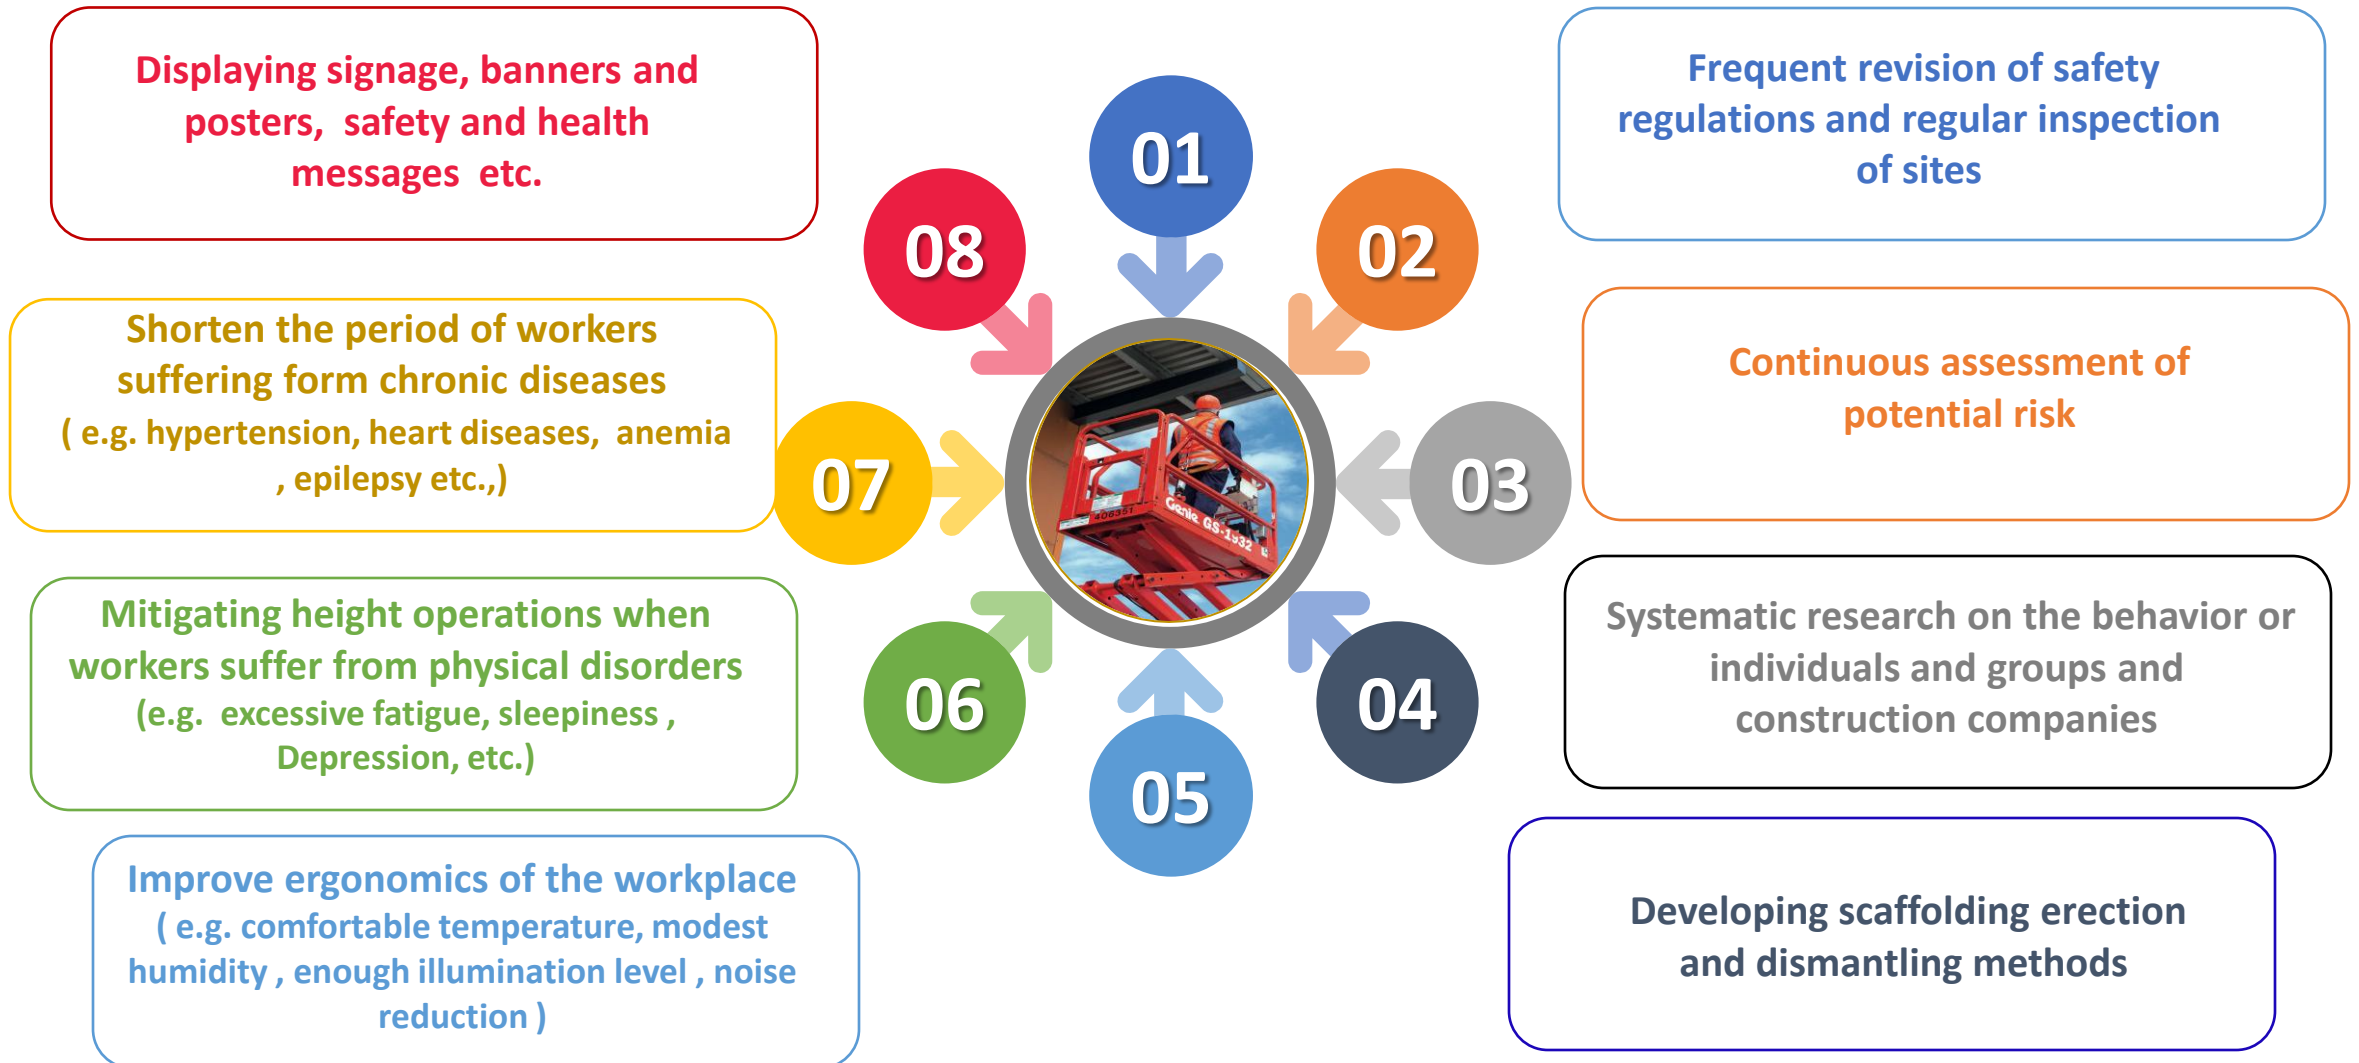 Displaying signage, banners and
posters, safety and health
messages etc.
Shorten the period of workers
suffering form chronic diseases
( e.g. hypertension, heart diseases, anemia
, epilepsy etc.,)
Mitigating height operations when
workers suffer from physical disorders
(e.g. excessive fatigue, sleepiness ,
Depression, etc.)
Improve ergonomics of the workplace
( e.g. comfortable temperature, modest
humidity , enough illumination level , noise
reduction )
01
02
03
04
05
06
07
08
406351
Genie GS-1932
Frequent revision of safety
regulations and regular inspection
of sites
Continuous assessment of
potential risk
Systematic research on the behavior or
individuals and groups and
construction companies
Developing scaffolding erection
and dismantling methods